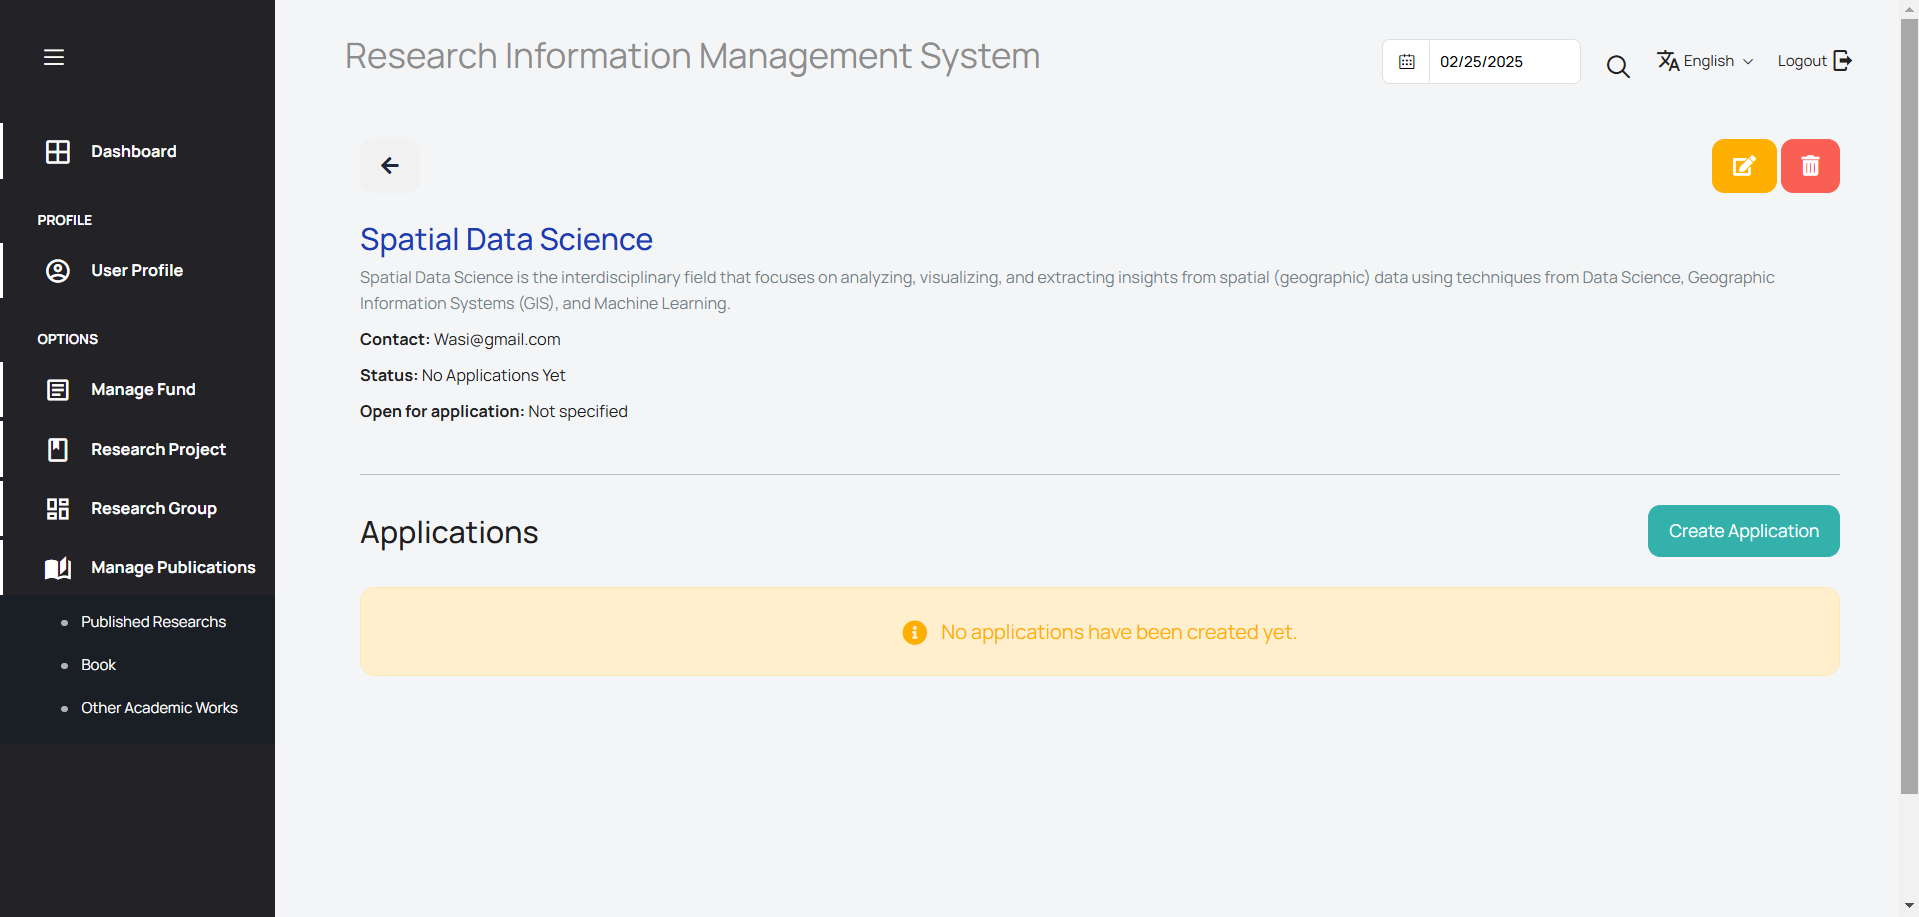 Research Information Management System
02/25/2025
English
Logout
Dashboard
PROFILE
User Profile
OPTIONS
Manage Fund
Research Project
Research Group
Manage Publications
Published Researchs
Book
Other Academic Works
Spatial Data Science
Spatial Data Science is the interdisciplinary field that focuses on analyzing, visualizing, and extracting insights from spatial (geographic) data using techniques from Data Science, Geographic
Information Systems (GIS), and Machine Learning.
Contact: Wasi@gmail.com
Status: No Applications Yet
Open for application: Not specified
Applications
Create Application
No applications have been created yet.